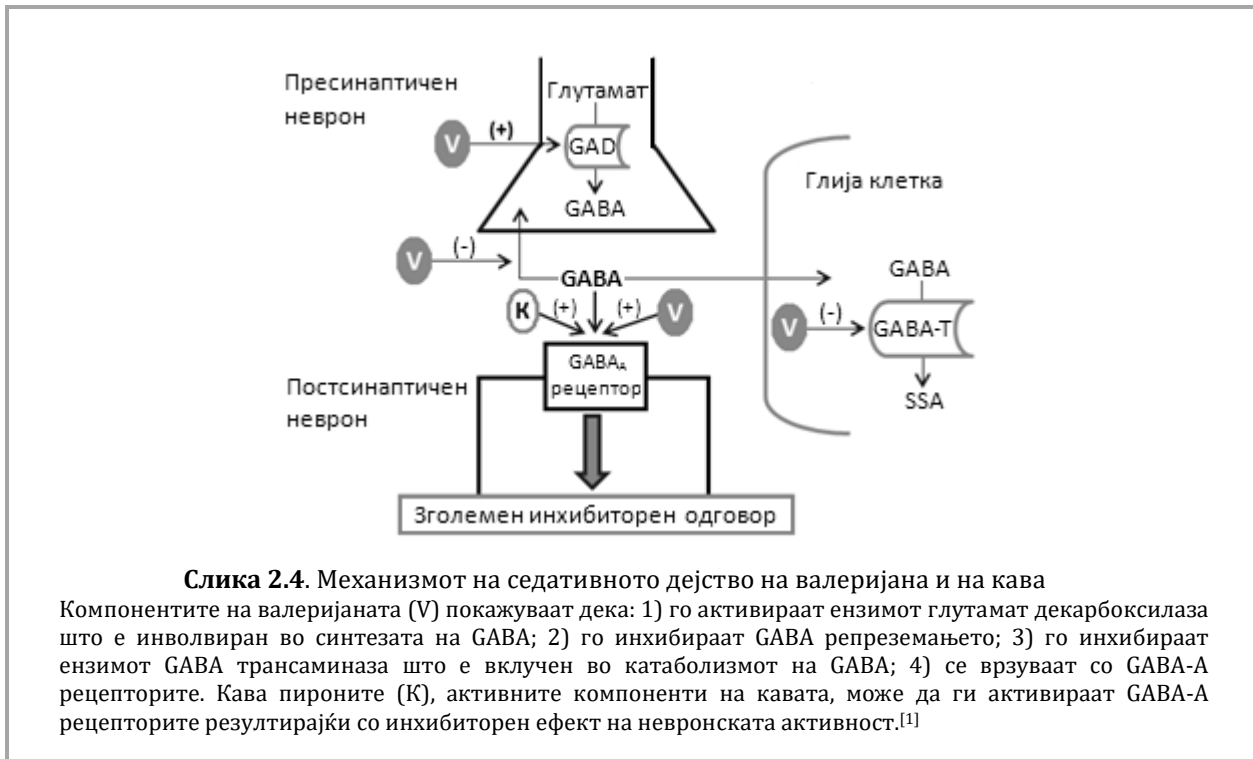 Пресинаптичен
неврон
Глутамат
V
(+)
GAD
GABA
Глија клетка
V
(-)
GABA
GABA
K
(+)
(+)
V
V
(-)
GABA-T
GABAA
рецептор
SSA
Постсинаптичен
неврон
Зголемен инхибиторен одговор
Слика 2.4. Механизмот на седативното дејство на валеријана и на кава
Компонентите на валеријаната (V) покажуваат дека: 1) го активираат ензимот глутамат декарбоксилаза
што е инволвиран во синтезата на GABA; 2) го инхибираат GABA репреземањето; 3) го инхибираат
ензимот GABA трансаминаза што е вклучен во катаболизмот на GABA; 4) се врзуваат со GABA-A
рецепторите. Кава пироните (К), активните компоненти на кавата, може да ги активираат GABA-A
рецепторите резултирајќи со инхибиторен ефект на невронската активност.[1]